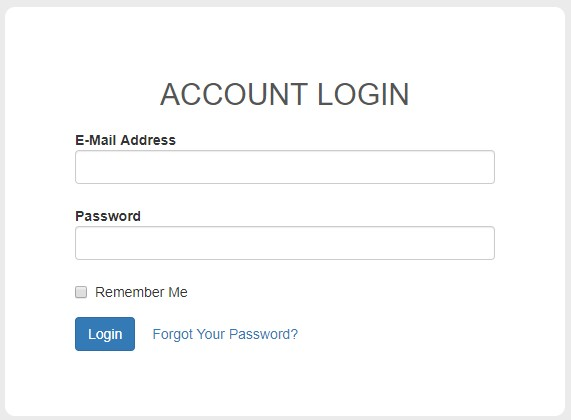 ACCOUNT LOGIN
E-Mail Address
Password
Remember Me
Login Forgot Your Password?